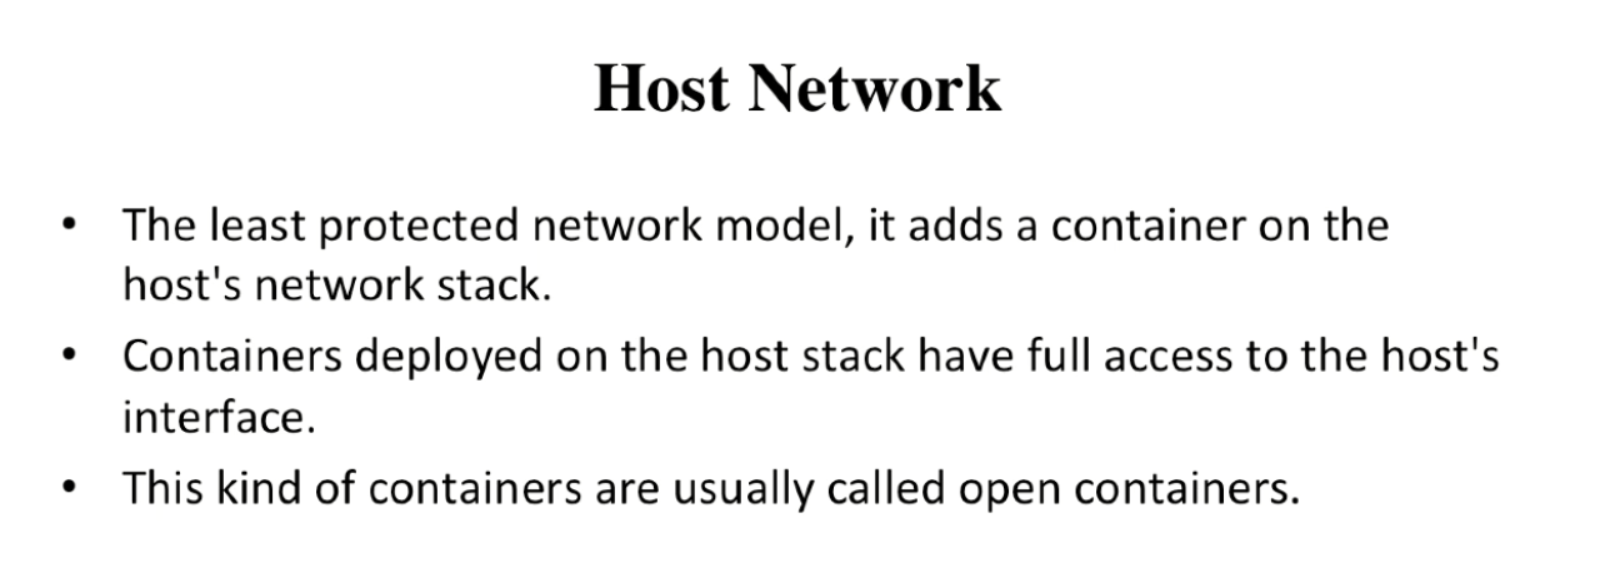 Host Network
• The least protected network model, it adds a container on the
host's network stack.
• Containers deployed on the host stack have full access to the host's
interface.
• This kind of containers are usually called open containers.